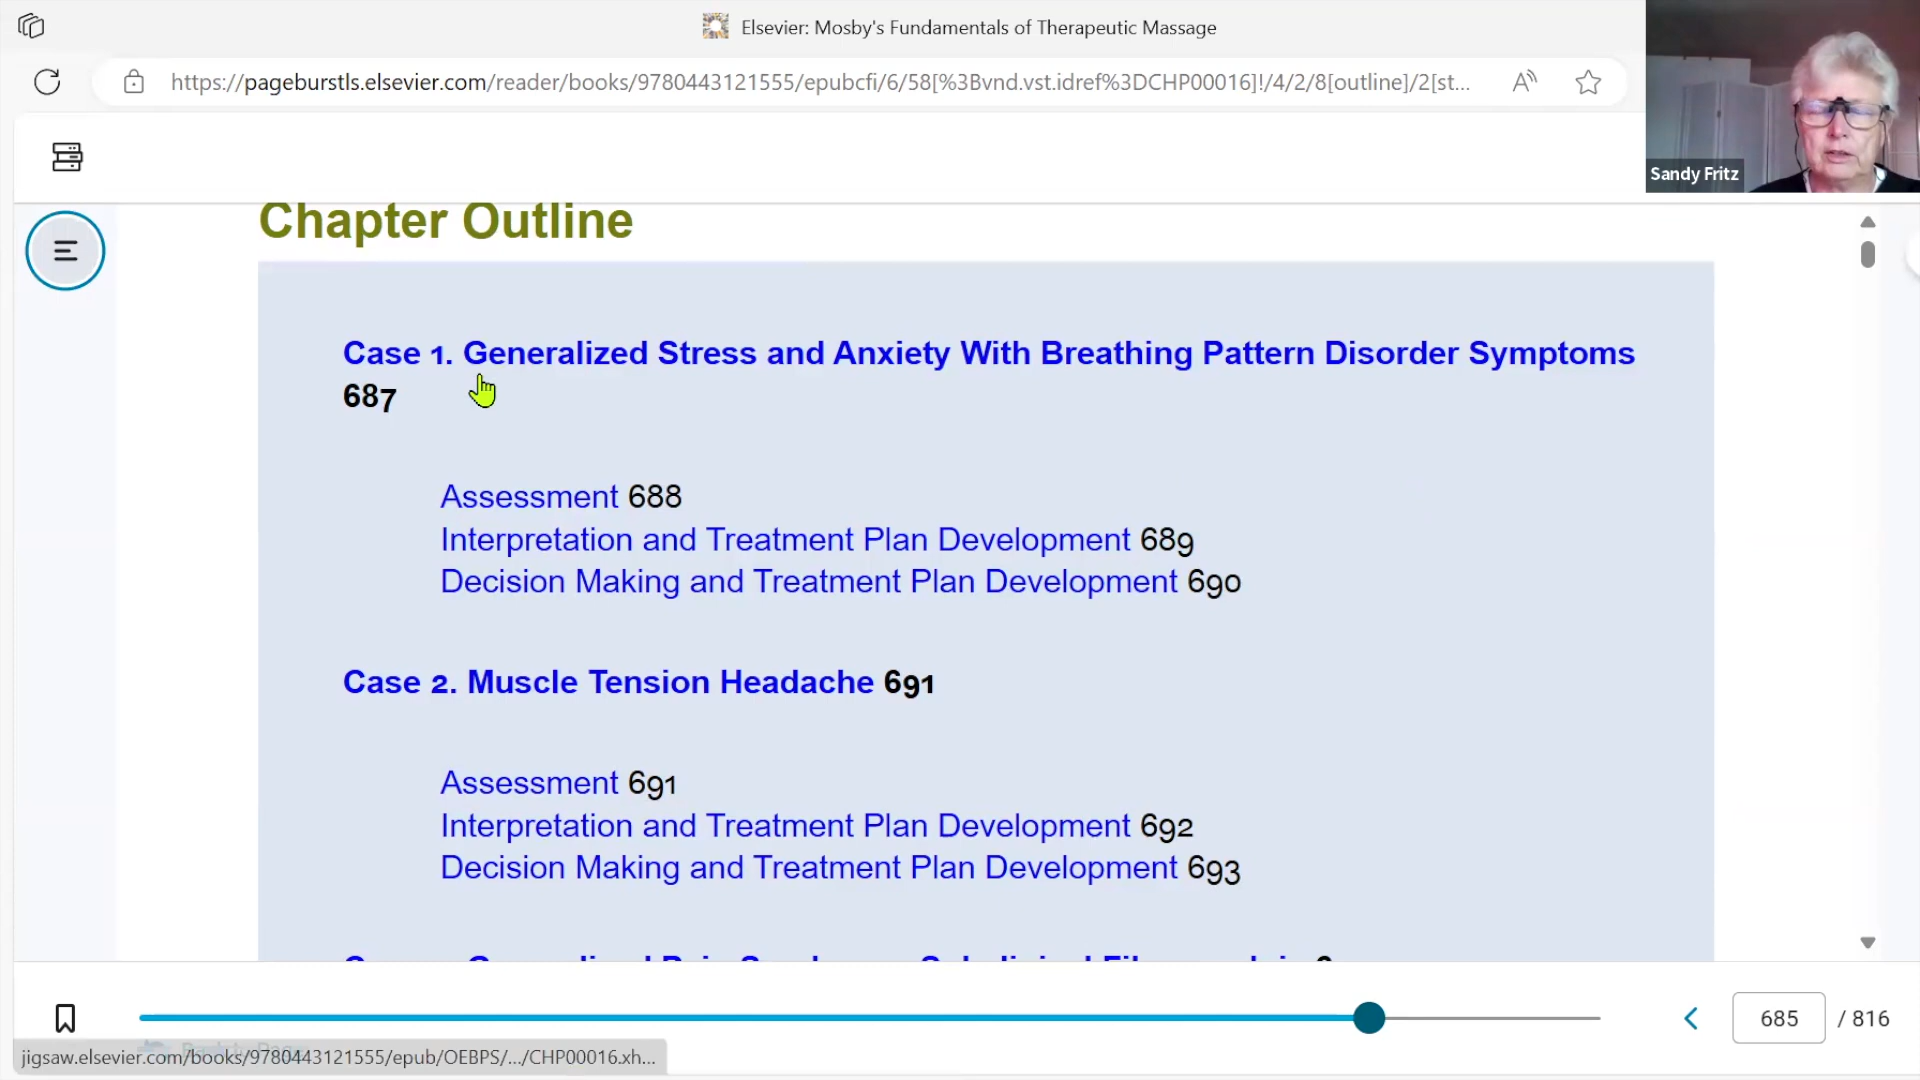 Elsevier: Mosby's Fundamentals of Therapeutic Massage
https://pageburstls.elsevier.com/reader/books/9780443121555/epubcfi/6/58[%3Bvnd.vst.idref%3DCHP00016]!/4/2/8[outline]/2[st...
Sandy Fritz
Chapter Outline
Case 1. Generalized Stress and Anxiety With Breathing Pattern Disorder Symptoms
687
Assessment 688
Interpretation and Treatment Plan Development 689
Decision Making and Treatment Plan Development 690
Case 2. Muscle Tension Headache 691
Assessment 691
Interpretation and Treatment Plan Development 692
Decision Making and Treatment Plan Development 693
685 / 816
jigsaw.elsevier.com/books/9780443121555/epub/OEBPS/.../CHP00016.xh...